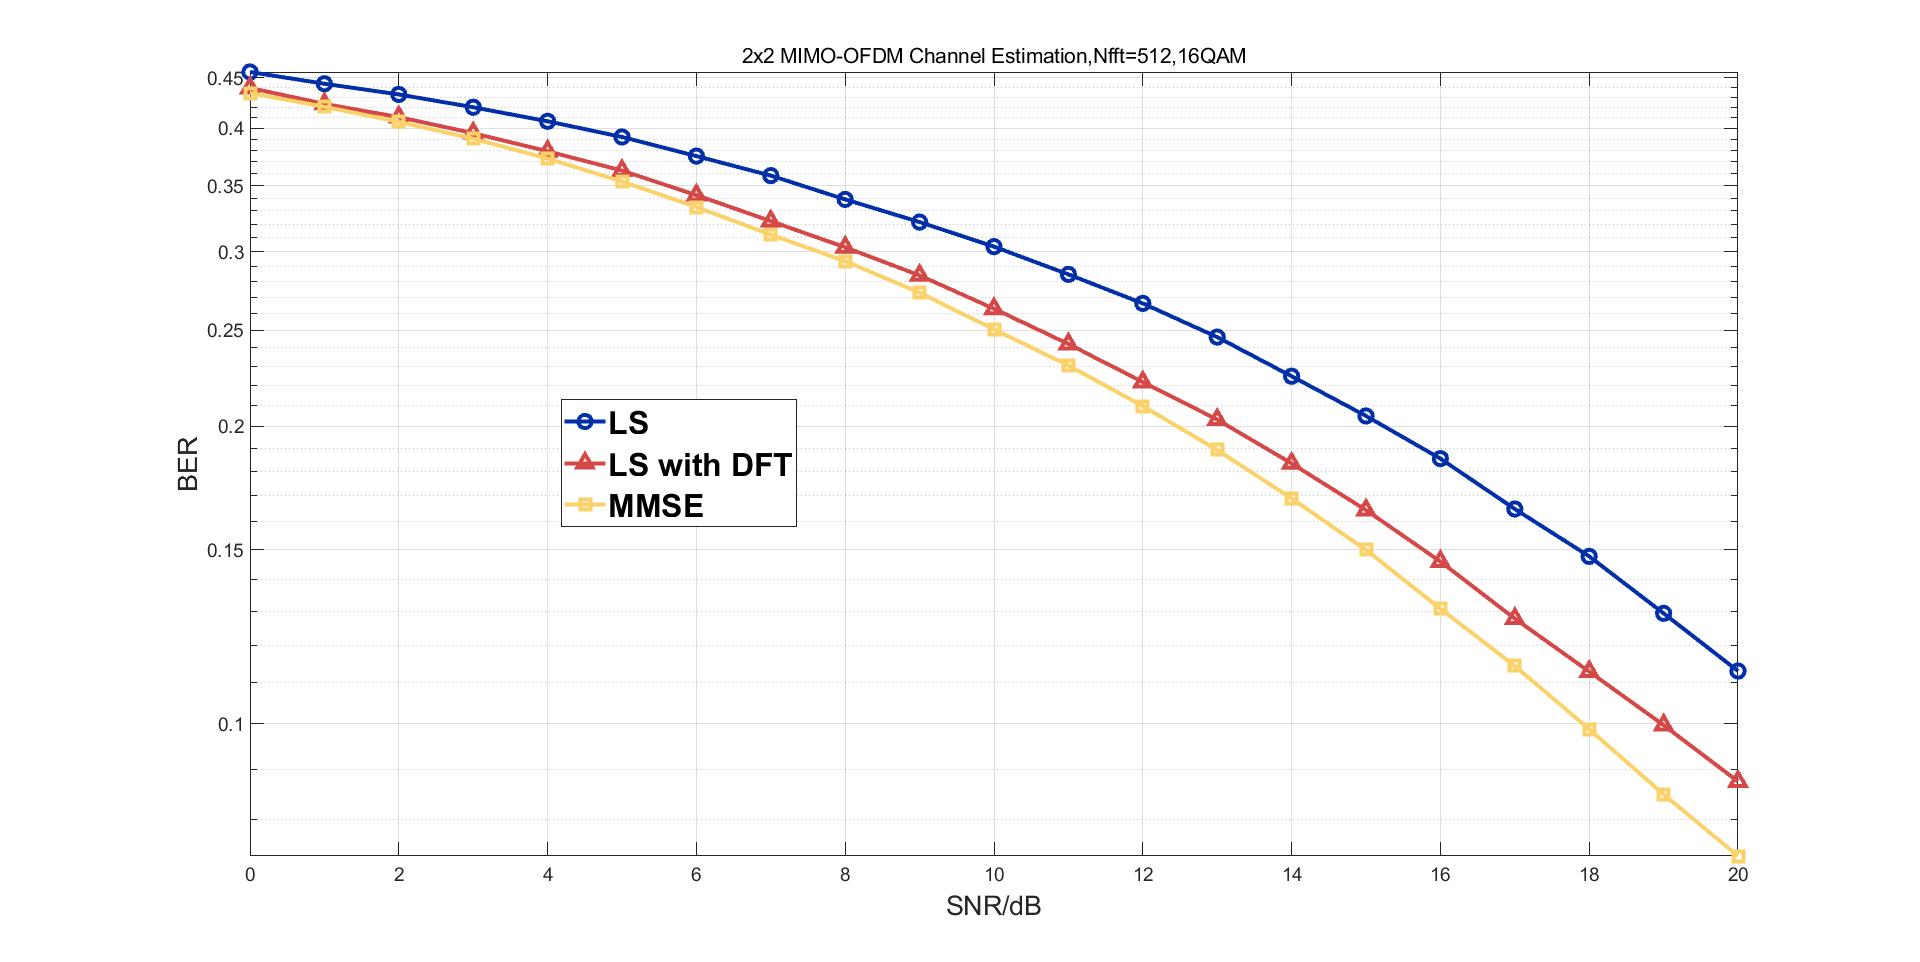 2x2 MIMO-OFDM Channel Estimation,Nfft=512,16QAM
0.45
0.4
0.35
0.3
0.25
0.2
0.15
0.1
BER
LS
LS with DFT
MMSE
0 2 4 6 8 10 12 14 16 18 20
SNR/dB